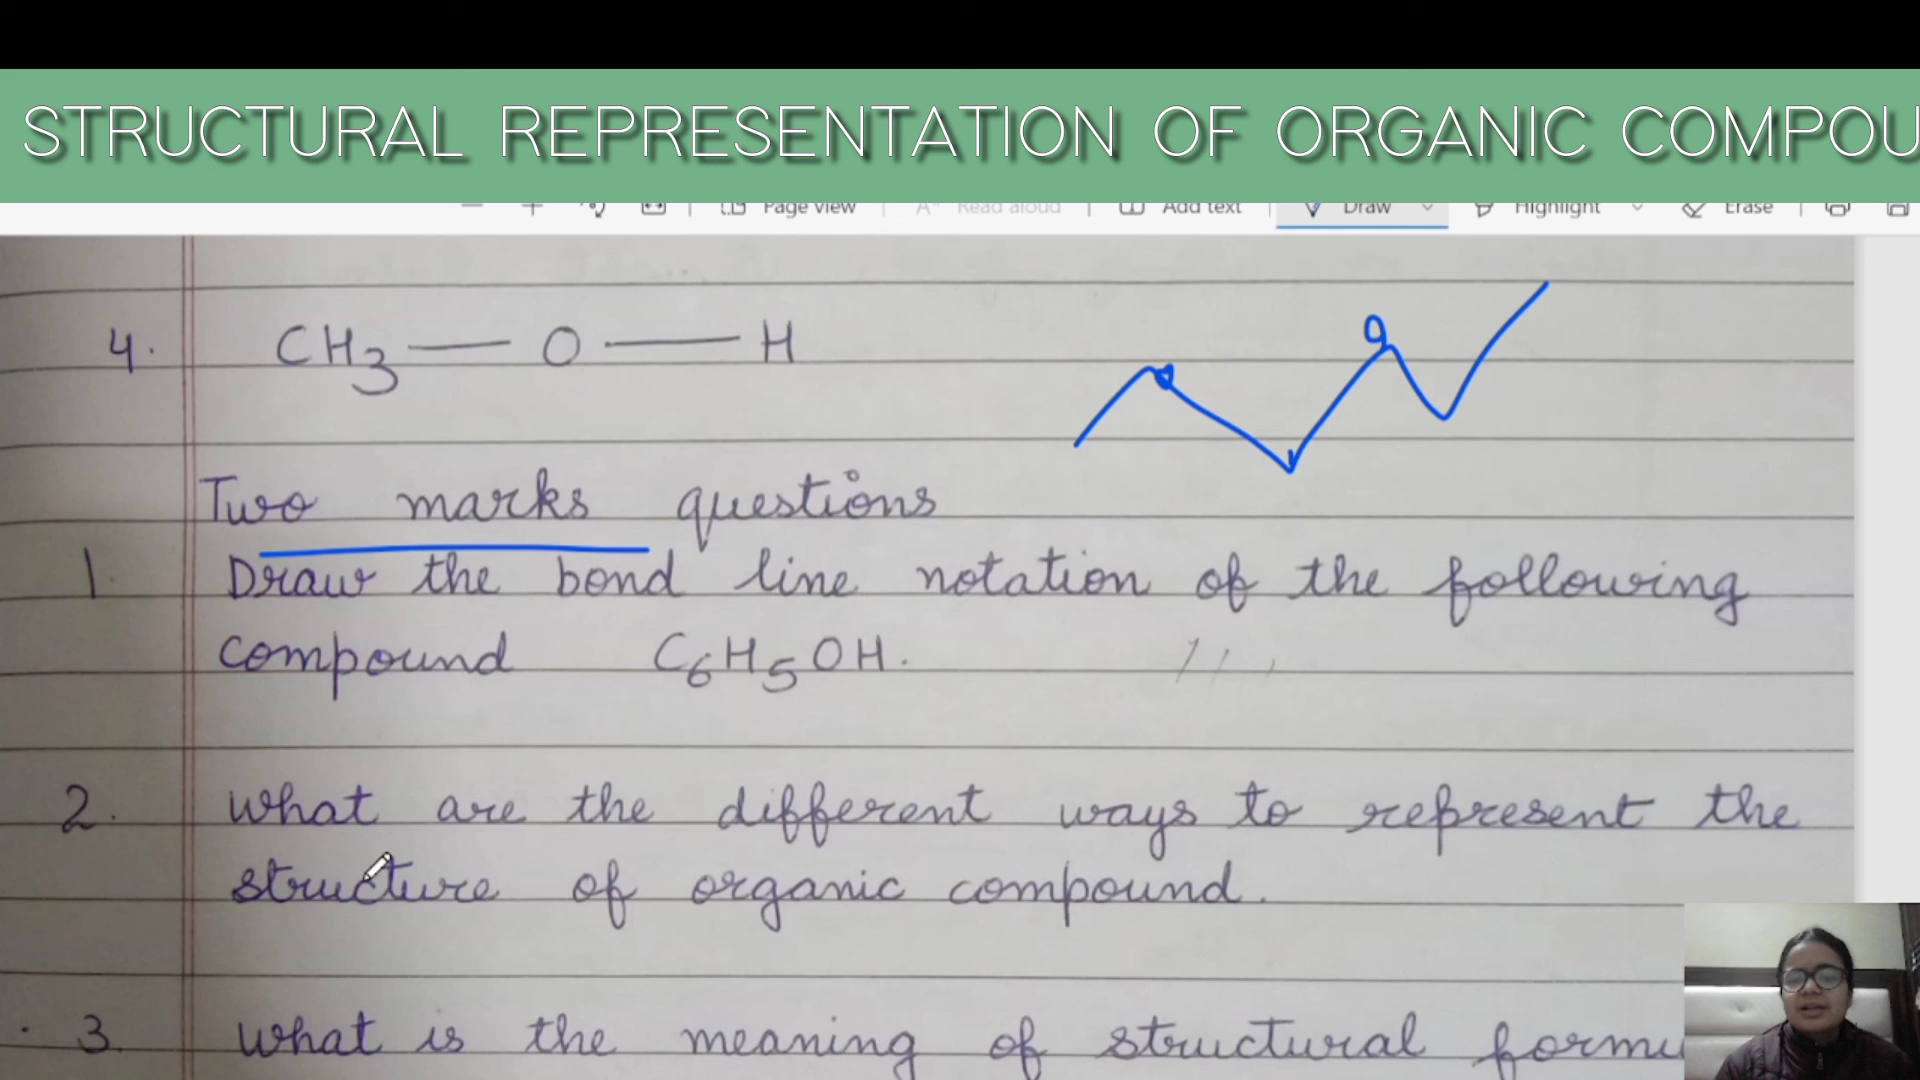 STRUCTURAL REPRESENTATION OF ORGANIC COMPOU
Page view Read aloud Add text Draw Highlight Erase
4. CH3 — O — H
Two marks questions
1. Draw the bond line notation of the following
compound C6H5OH.
2. What are the different ways to represent the
structure of organic compound.
3. What is the meaning of structural formu